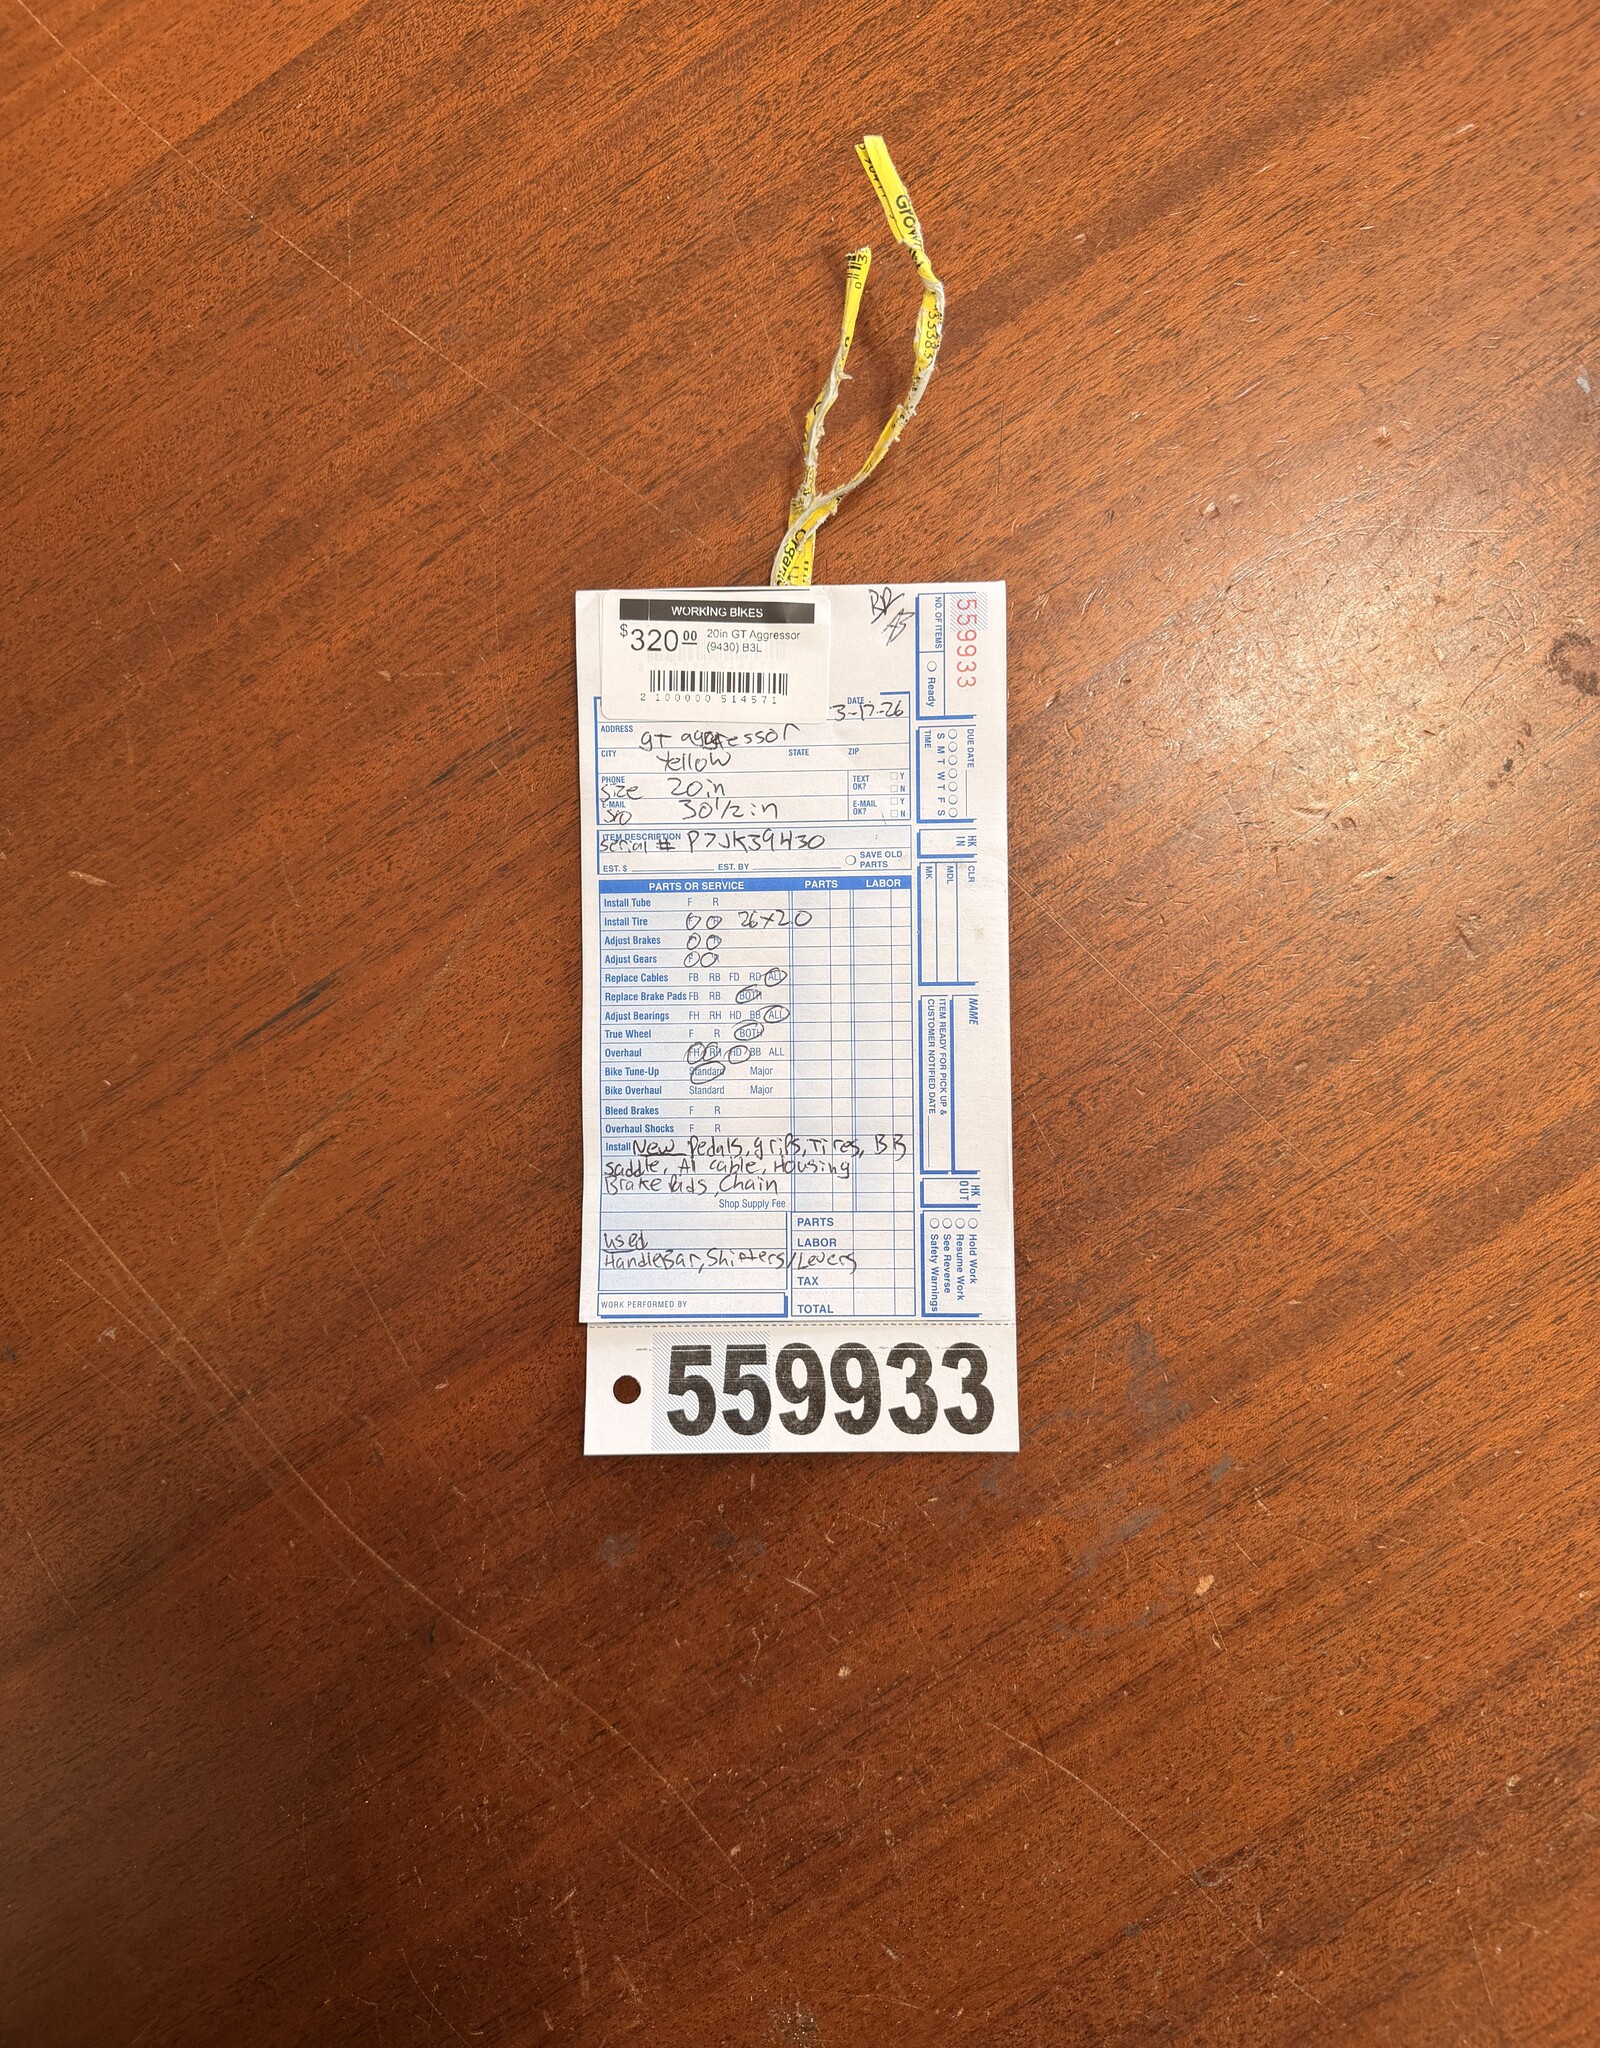 Grow
33383
Organi
WORKING BIKES
$320.00 20in GT Aggressor
(9430) B3L
2 100000 514571
DATE 3-17-26
ADDRESS gT aggressor
CITY Yellow STATE ZIP
PHONE Size 20in TEXT OK? Y N
E-MAIL S/O 30 1/2 in E-MAIL OK? Y N
ITEM DESCRIPTION Serial # P7JK39430
EST. $ EST. BY SAVE OLD PARTS
PARTS OR SERVICE PARTS LABOR
Install Tube F R
Install Tire 26x2.0
Adjust Brakes
Adjust Gears
Replace Cables FB RB FD RD ALL
Replace Brake Pads FB RB BOTH
Adjust Bearings FH RH HD BB ALL
True Wheel F R BOTH
Overhaul FH RH HD BB ALL
Bike Tune-Up Standard Major
Bike Overhaul Standard Major
Bleed Brakes F R
Overhaul Shocks F R
Install New Pedals, grips, Tires, BB
Saddle, Al cable, Housing
Brake Pads, Chain
Shop Supply Fee
PARTS
used LABOR
HandleBar, Shifters/Levers
TAX
WORK PERFORMED BY TOTAL
559933
NO. OF ITEMS Ready
DUE DATE
S M T W T F S
TIME
HK IN
CLR
MDL
MK
NAME
ITEM READY FOR PICK UP &
CUSTOMER NOTIFIED DATE
HK OUT
Hold Work
Resume Work
See Reverse
Safety Warnings
559933